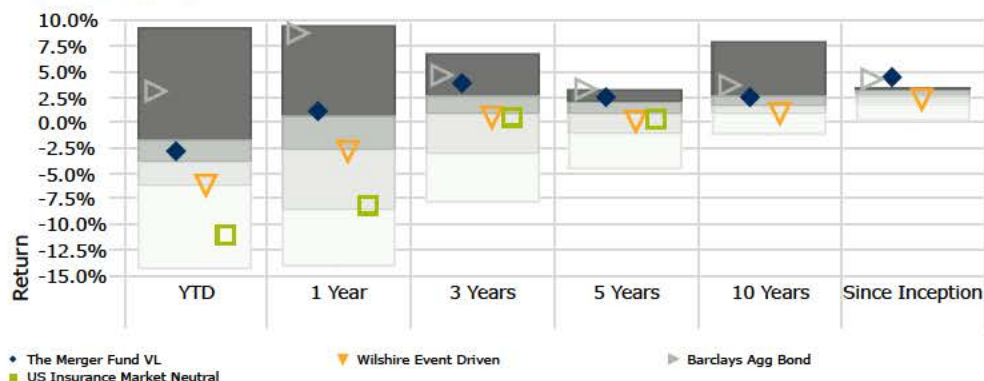 10.0%
7.5%
5.0%
2.5%
0.0%
-2.5%
-5.0%
-7.5%
-10.0%
-12.5%
-15.0%
Return
YTD 1 Year 3 Years 5 Years 10 Years Since Inception
The Merger Fund VL Wilshire Event Driven Barclays Agg Bond
US Insurance Market Neutral